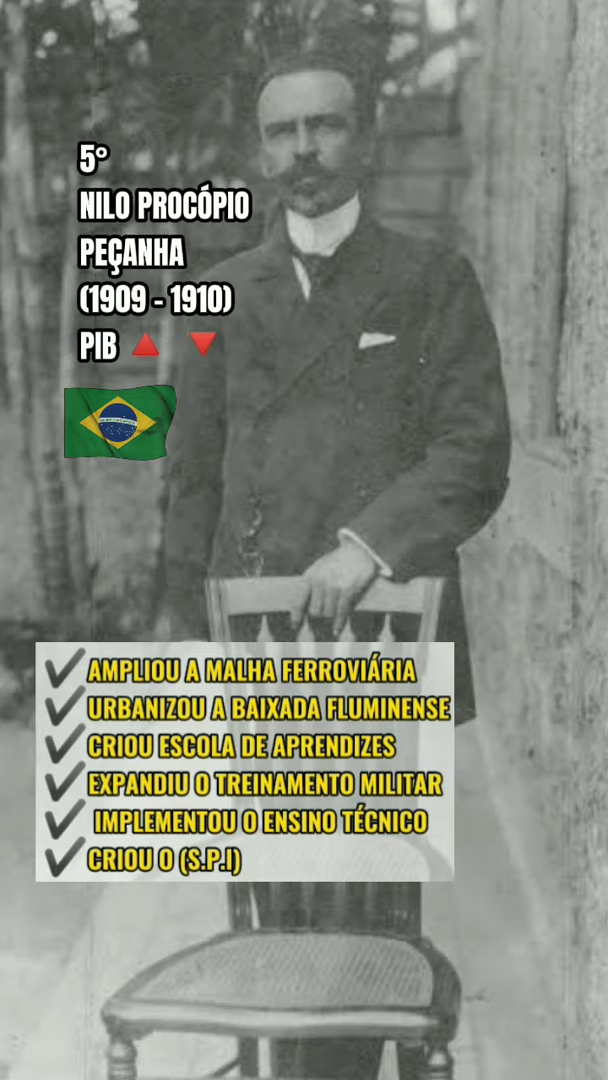 5º
NILO PROCÓPIO
PEÇANHA
(1909 - 1910)
PIB 🔺 🔻
✔ AMPLIOU A MALHA FERROVIÁRIA
✔ URBANIZOU A BAIXADA FLUMINENSE
✔ CRIOU ESCOLA DE APRENDIZES
✔ EXPANDIU O TREINAMENTO MILITAR
✔ IMPLEMENTOU O ENSINO TÉCNICO
✔ CRIOU O (S.P.I)